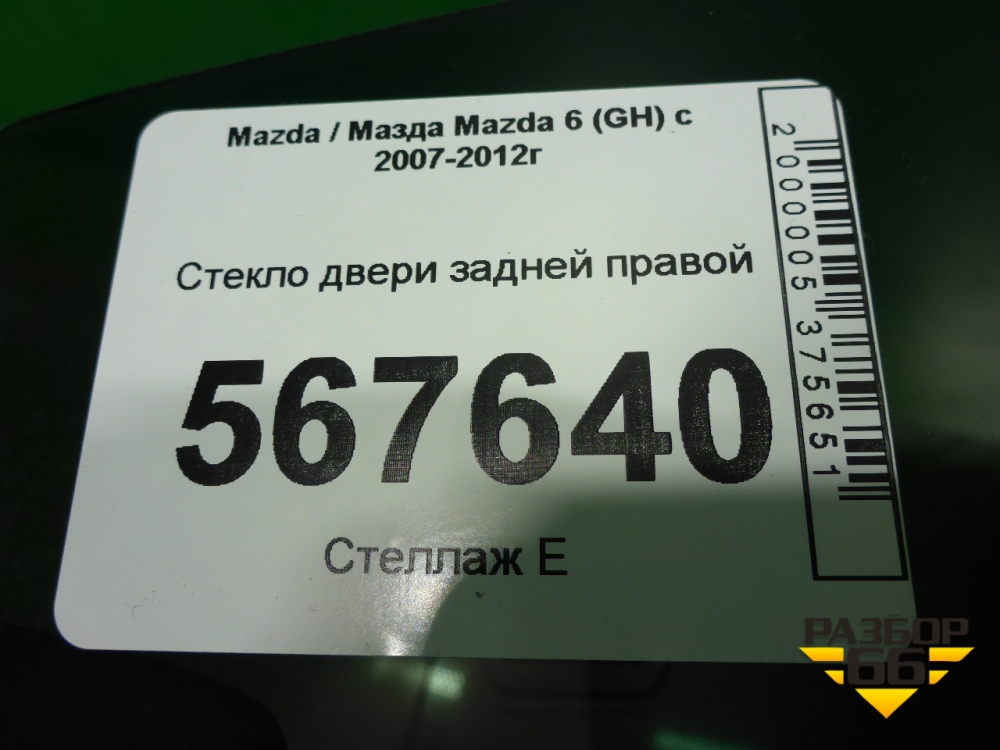 Mazda / Мазда Mazda 6 (GH) с
2007-2012г
Стекло двери задней правой
567640
Стеллаж Е
2000005375651
РАЗБОР
66